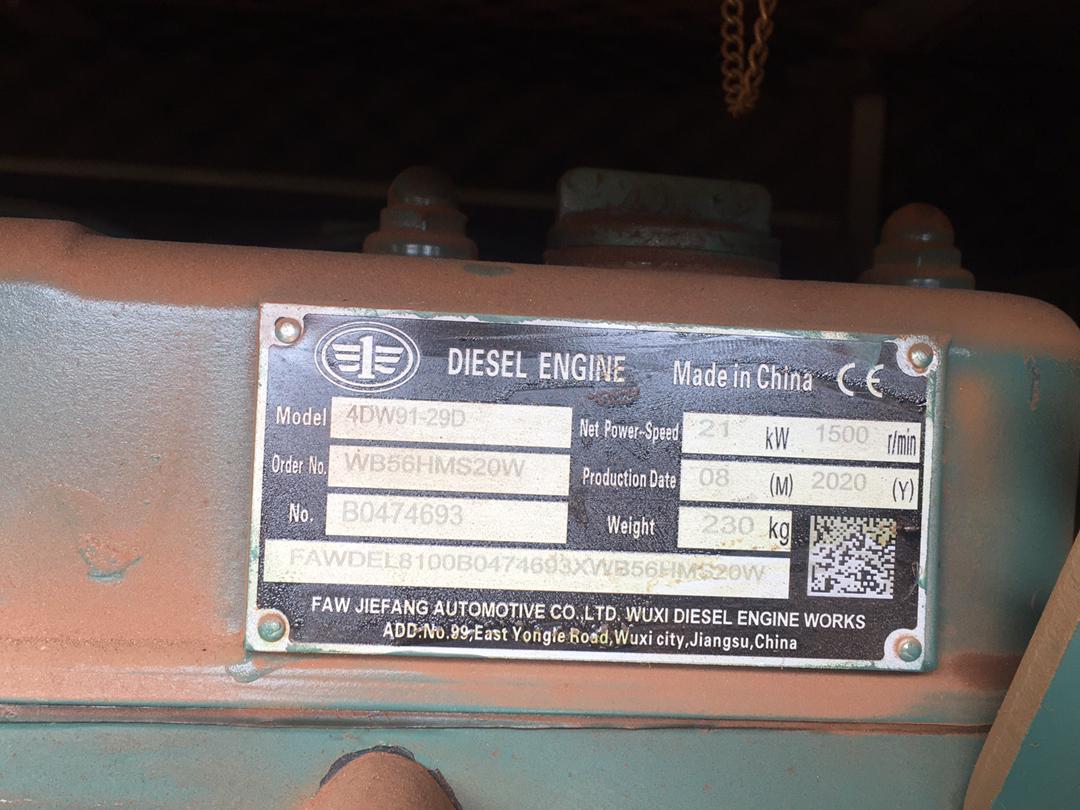 1 DIESEL ENGINE Made in China CE
Model 4DW91-29D Net Power-Speed 21 kW 1500 r/min
Order No. WB56HMS20W Production Date 08 (M) 2020 (Y)
No. B0474693 Weight 230 kg
FAWDEL8100B0474693XWB56HMS20W
FAW JIEFANG AUTOMOTIVE CO.,LTD. WUXI DIESEL ENGINE WORKS
ADD:No.99,East Yongle Road,Wuxi city,Jiangsu,China